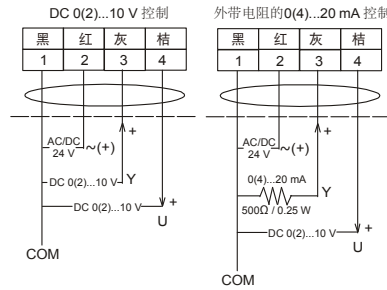 DC 0(2)...10 V 控制
黑 红 灰 桔
1 2 3 4
+
AC/DC
24 V
~(+)
DC 0(2)...10 V
Y
DC 0(2)...10 V
+
U
COM
外带电阻的0(4)...20 mA 控制
黑 红 灰 桔
1 2 3 4
+
AC/DC
24 V
~(+)
0(4)...20 mA
Y
500Ω / 0.25 W
DC 0(2)...10 V
+
U
COM